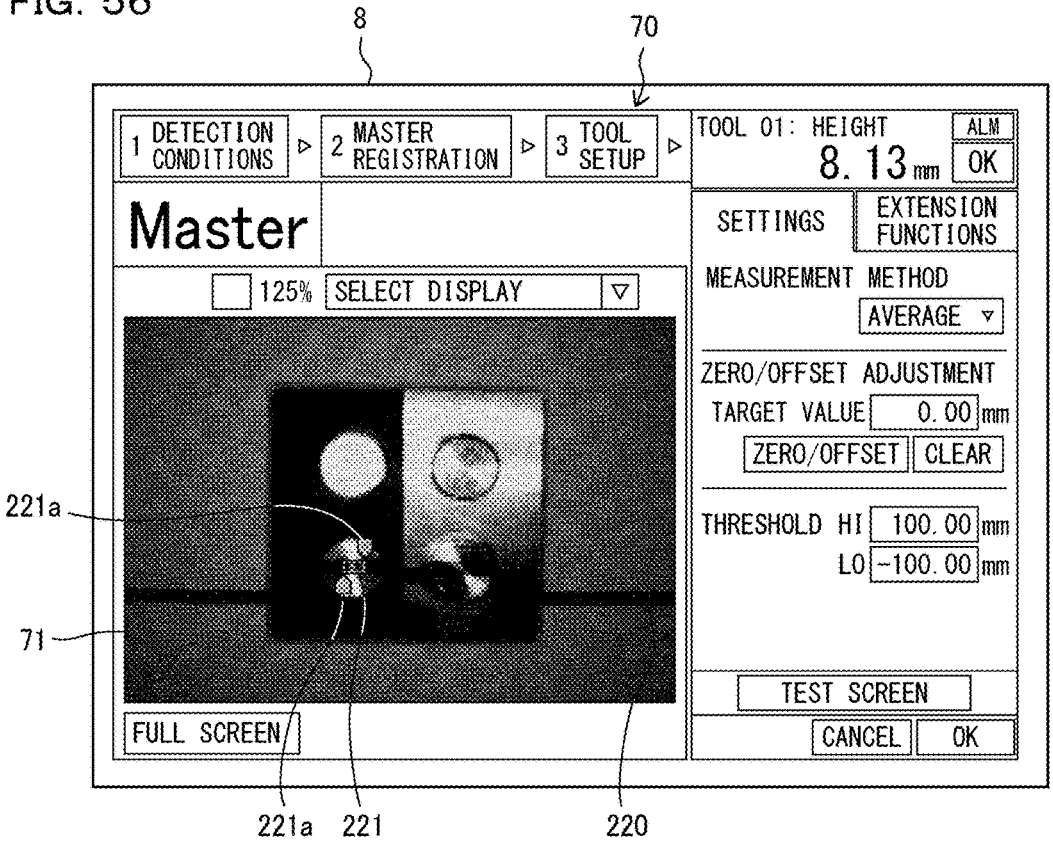 FIG. 56
8
70
1 DETECTION CONDITIONS ▷ 2 MASTER REGISTRATION ▷ 3 TOOL SETUP ▷
TOOL 01: HEIGHT ALM
8.13 mm OK
Master
SETTINGS
EXTENSION FUNCTIONS
125% SELECT DISPLAY ▽
MEASUREMENT METHOD
AVERAGE ▽
ZERO/OFFSET ADJUSTMENT
TARGET VALUE 0.00 mm
ZERO/OFFSET CLEAR
THRESHOLD HI 100.00 mm
LO -100.00 mm
221a
71
TEST SCREEN
FULL SCREEN
CANCEL OK
221a 221 220